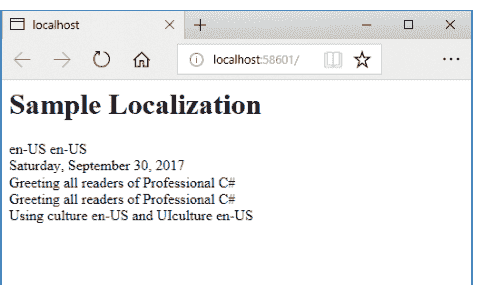 localhost
localhost:58601/
Sample Localization
en-US en-US
Saturday, September 30, 2017
Greeting all readers of Professional C#
Greeting all readers of Professional C#
Using culture en-US and UIculture en-US